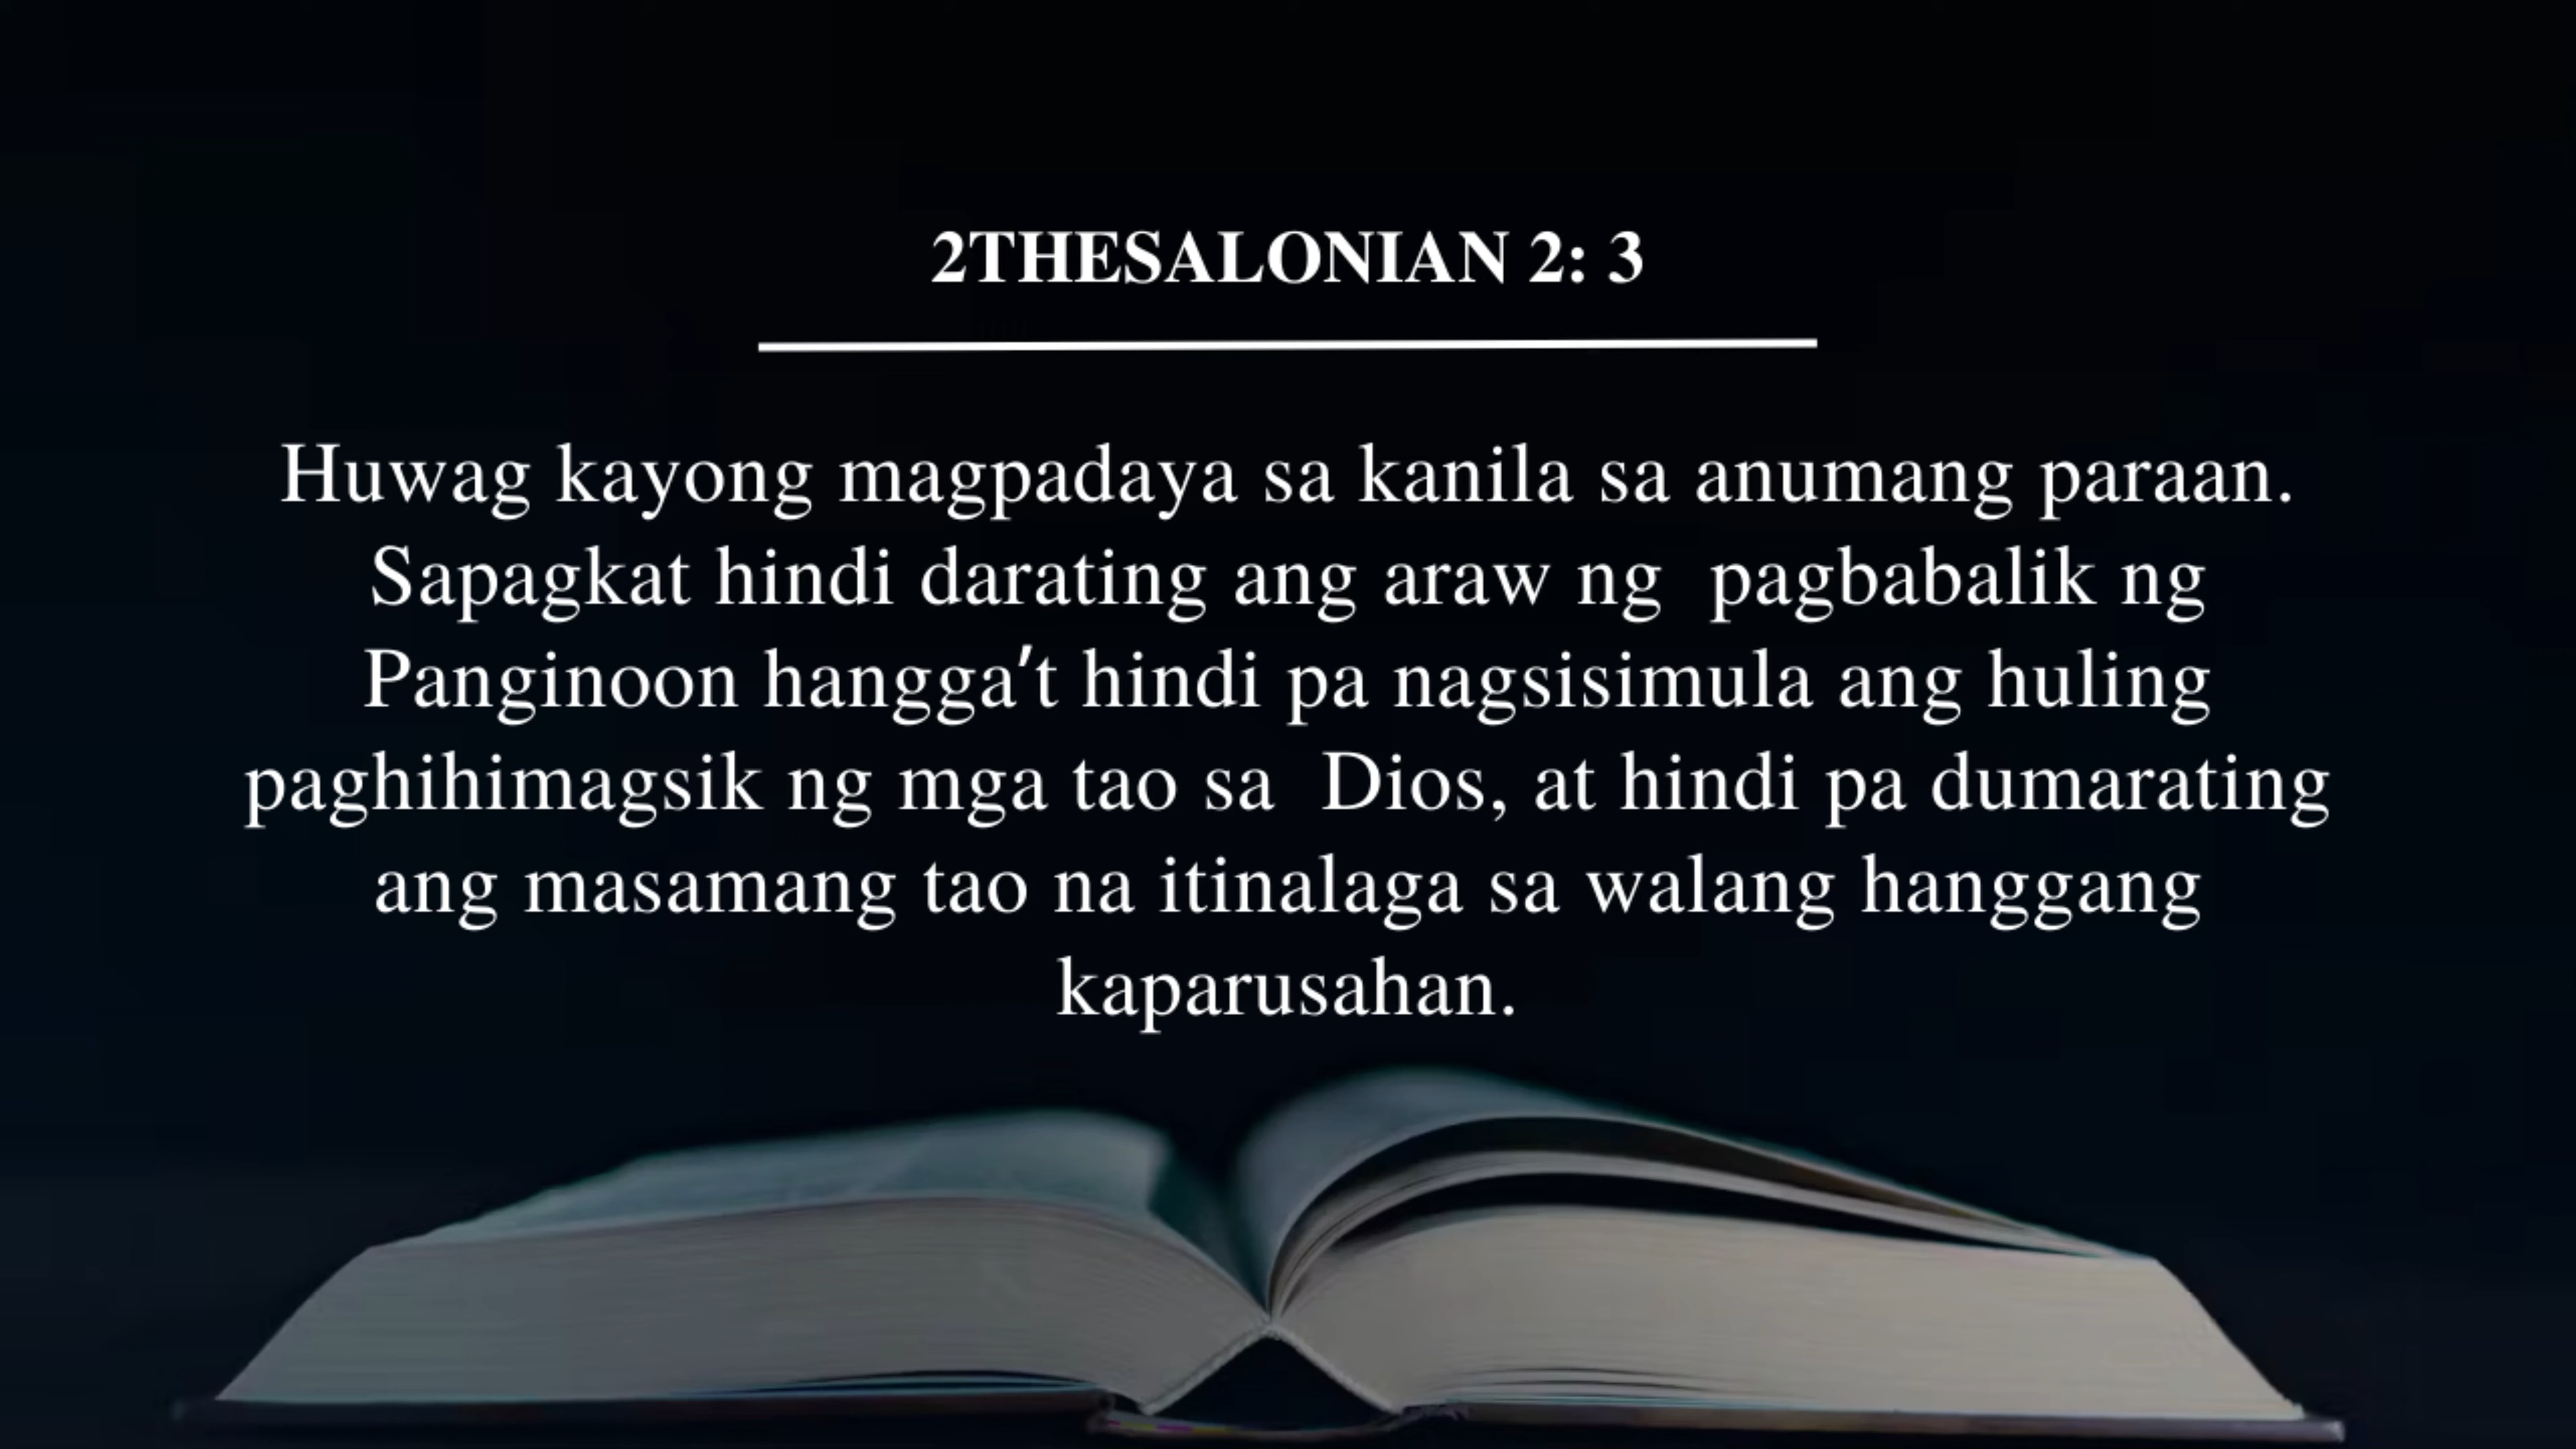 2THESALONIAN 2: 3
Huwag kayong magpadaya sa kanila sa anumang paraan.
Sapagkat hindi darating ang araw ng  pagbabalik ng
Panginoon hangga't hindi pa nagsisimula ang huling
paghihimagsik ng mga tao sa  Dios, at hindi pa dumarating
ang masamang tao na itinalaga sa walang hanggang
kaparusahan.